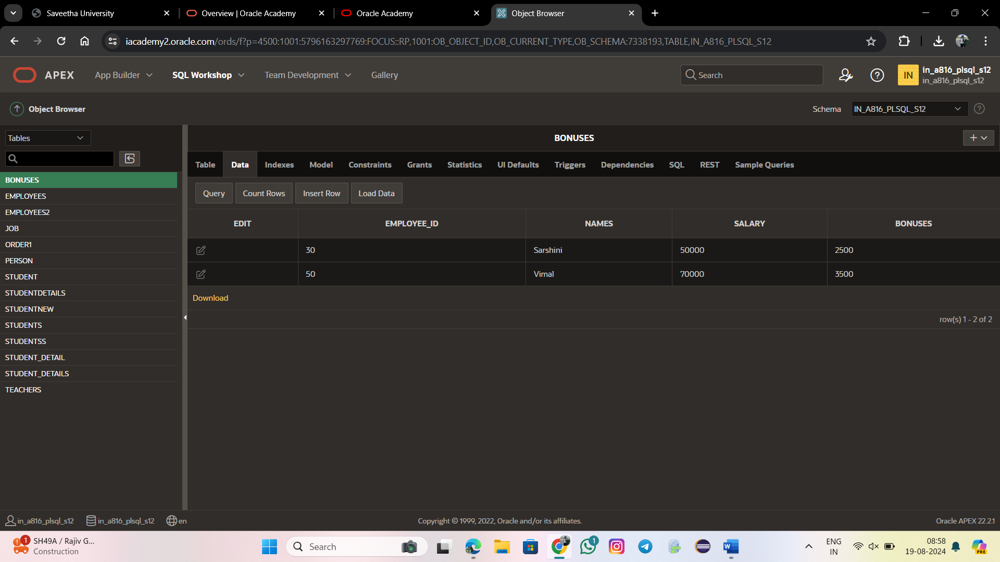 Saveetha University
Overview | Oracle Academy
Oracle Academy
Object Browser
iacademy2.oracle.com/ords/f?p=4500:1001:5796163297769:FOCUS::RP,1001:OB_OBJECT_ID,OB_CURRENT_TYPE,OB_SCHEMA:7338193,TABLE,IN_A816_PLSQL_S12
APEX App Builder SQL Workshop Team Development Gallery Search IN in_a816_plsql_s12
in_a816_plsql_s12
Object Browser Schema IN_A816_PLSQL_S12
Tables
BONUSES
Table Data Indexes Model Constraints Grants Statistics UI Defaults Triggers Dependencies SQL REST Sample Queries
BONUSES
EMPLOYEES
EMPLOYEES2
JOB
ORDER1
PERSON
STUDENT
STUDENTDETAILS
STUDENTNEW
STUDENTS
STUDENTSS
STUDENT_DETAIL
STUDENT_DETAILS
TEACHERS
Query Count Rows Insert Row Load Data
EDIT EMPLOYEE_ID NAMES SALARY BONUSES
30 Sarshini 50000 2500
50 Vimal 70000 3500
Download
row(s) 1 - 2 of 2
in_a816_plsql_s12 in_a816_plsql_s12 en Copyright © 1999, 2022, Oracle and/or its affiliates. Oracle APEX 22.2.1
1 SH49A / Rajiv G...
Construction
Search
1
ENG
IN
08:58
19-08-2024
PRE